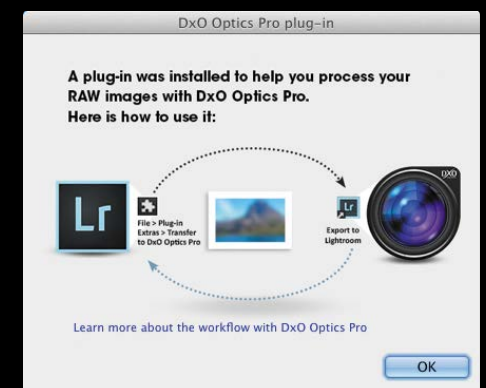 DxO Optics Pro plug-in
A plug-in was installed to help you process your
RAW images with DxO Optics Pro.
Here is how to use it:
Lr
File > Plug-in
Extras > Transfer
to DxO Optics Pro
Lr
Export to
Lightroom
DXO
Learn more about the workflow with DxO Optics Pro
OK